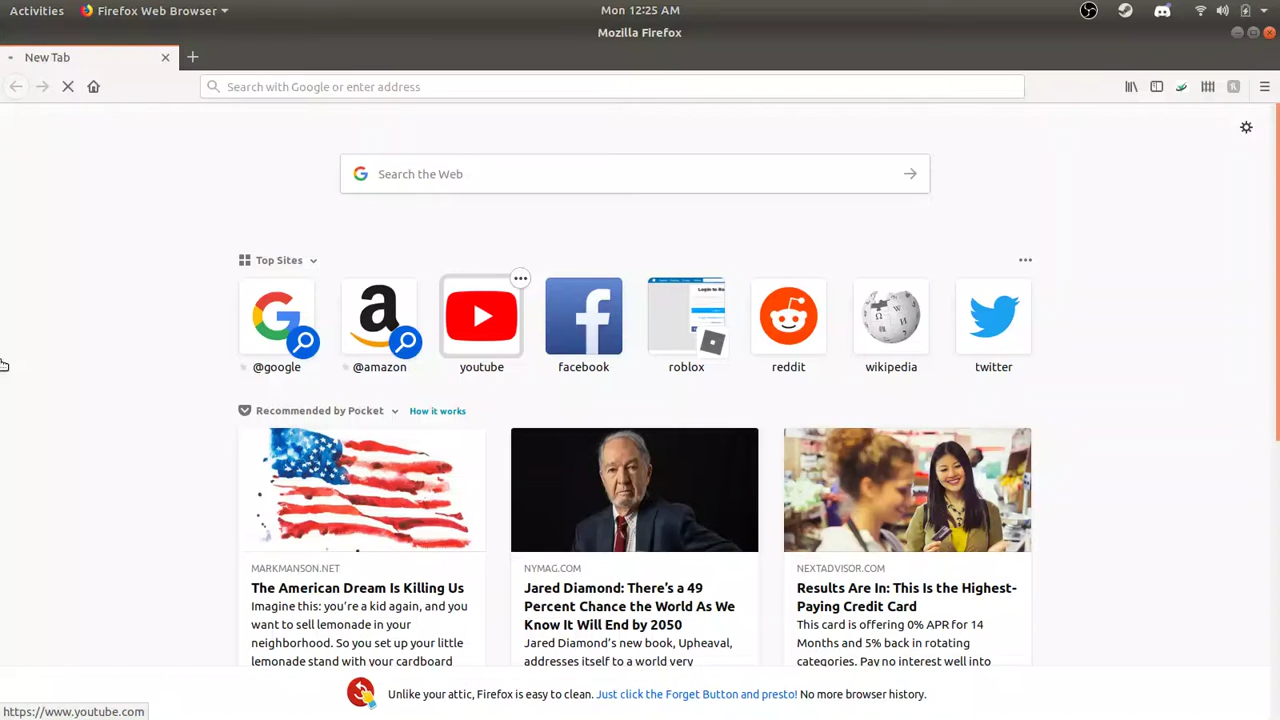 Activities Firefox Web Browser Mon 12:25 AM
Mozilla Firefox
New Tab
Search with Google or enter address
Search the Web
Top Sites
@google @amazon youtube facebook roblox reddit wikipedia twitter
Recommended by Pocket How it works
MARKMANSON.NET
The American Dream Is Killing Us
Imagine this: you're a kid again, and you
want to sell lemonade in your
neighborhood. So you set up your little
lemonade stand with your cardboard
NYMAG.COM
Jared Diamond: There's a 49
Percent Chance the World As We
Know It Will End by 2050
Jared Diamond's new book, Upheaval,
addresses itself to a world very
NEXTADVISOR.COM
Results Are In: This Is the Highest-
Paying Credit Card
This card is offering 0% APR for 14
Months and 5% back in rotating
categories. Pay no interest well into
Unlike your attic, Firefox is easy to clean. Just click the Forget Button and presto! No more browser history.
https://www.youtube.com